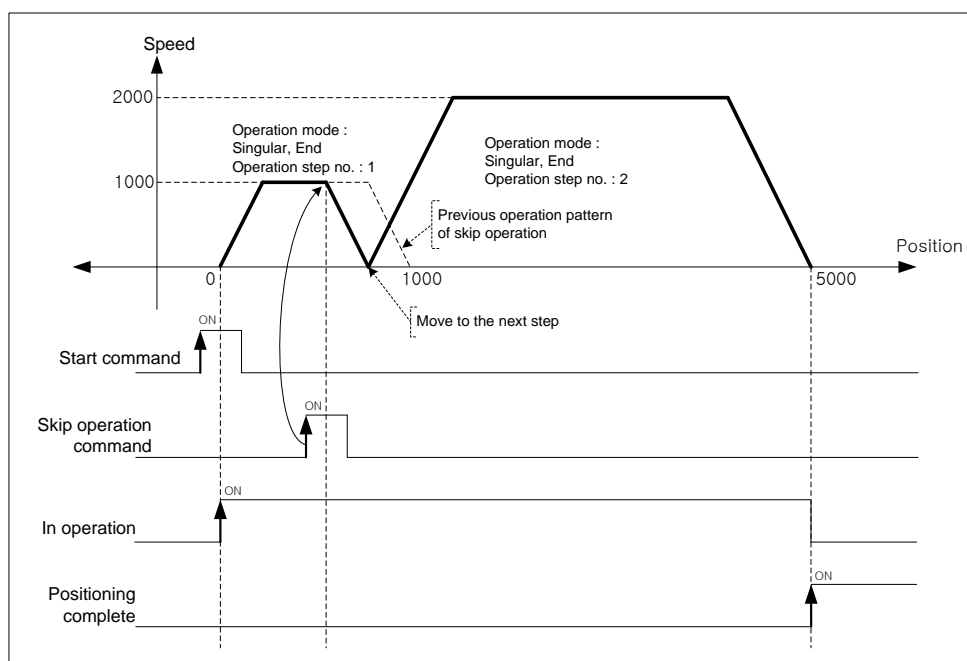 Speed
2000
Operation mode :
Singular, End
Operation step no. : 1
Operation mode :
Singular, End
Operation step no. : 2
1000
Previous operation pattern
of skip operation
Position
0
1000
5000
Move to the next step
ON
Start command
ON
Skip operation
command
ON
In operation
ON
Positioning
complete